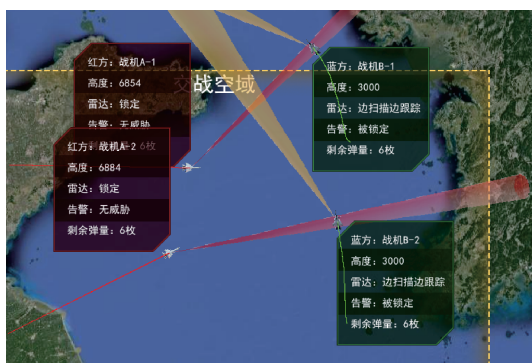 红方：战机A-1
高度：6854
雷达：锁定
告警：无威胁
6枚
交战空域
红方：战机A-2
高度：6884
雷达：锁定
告警：无威胁
剩余弹量：6枚
蓝方：战机B-1
高度：3000
雷达：边扫描边跟踪
告警：被锁定
剩余弹量：6枚
蓝方：战机B-2
高度：3000
雷达：边扫描边跟踪
告警：被锁定
剩余弹量：6枚